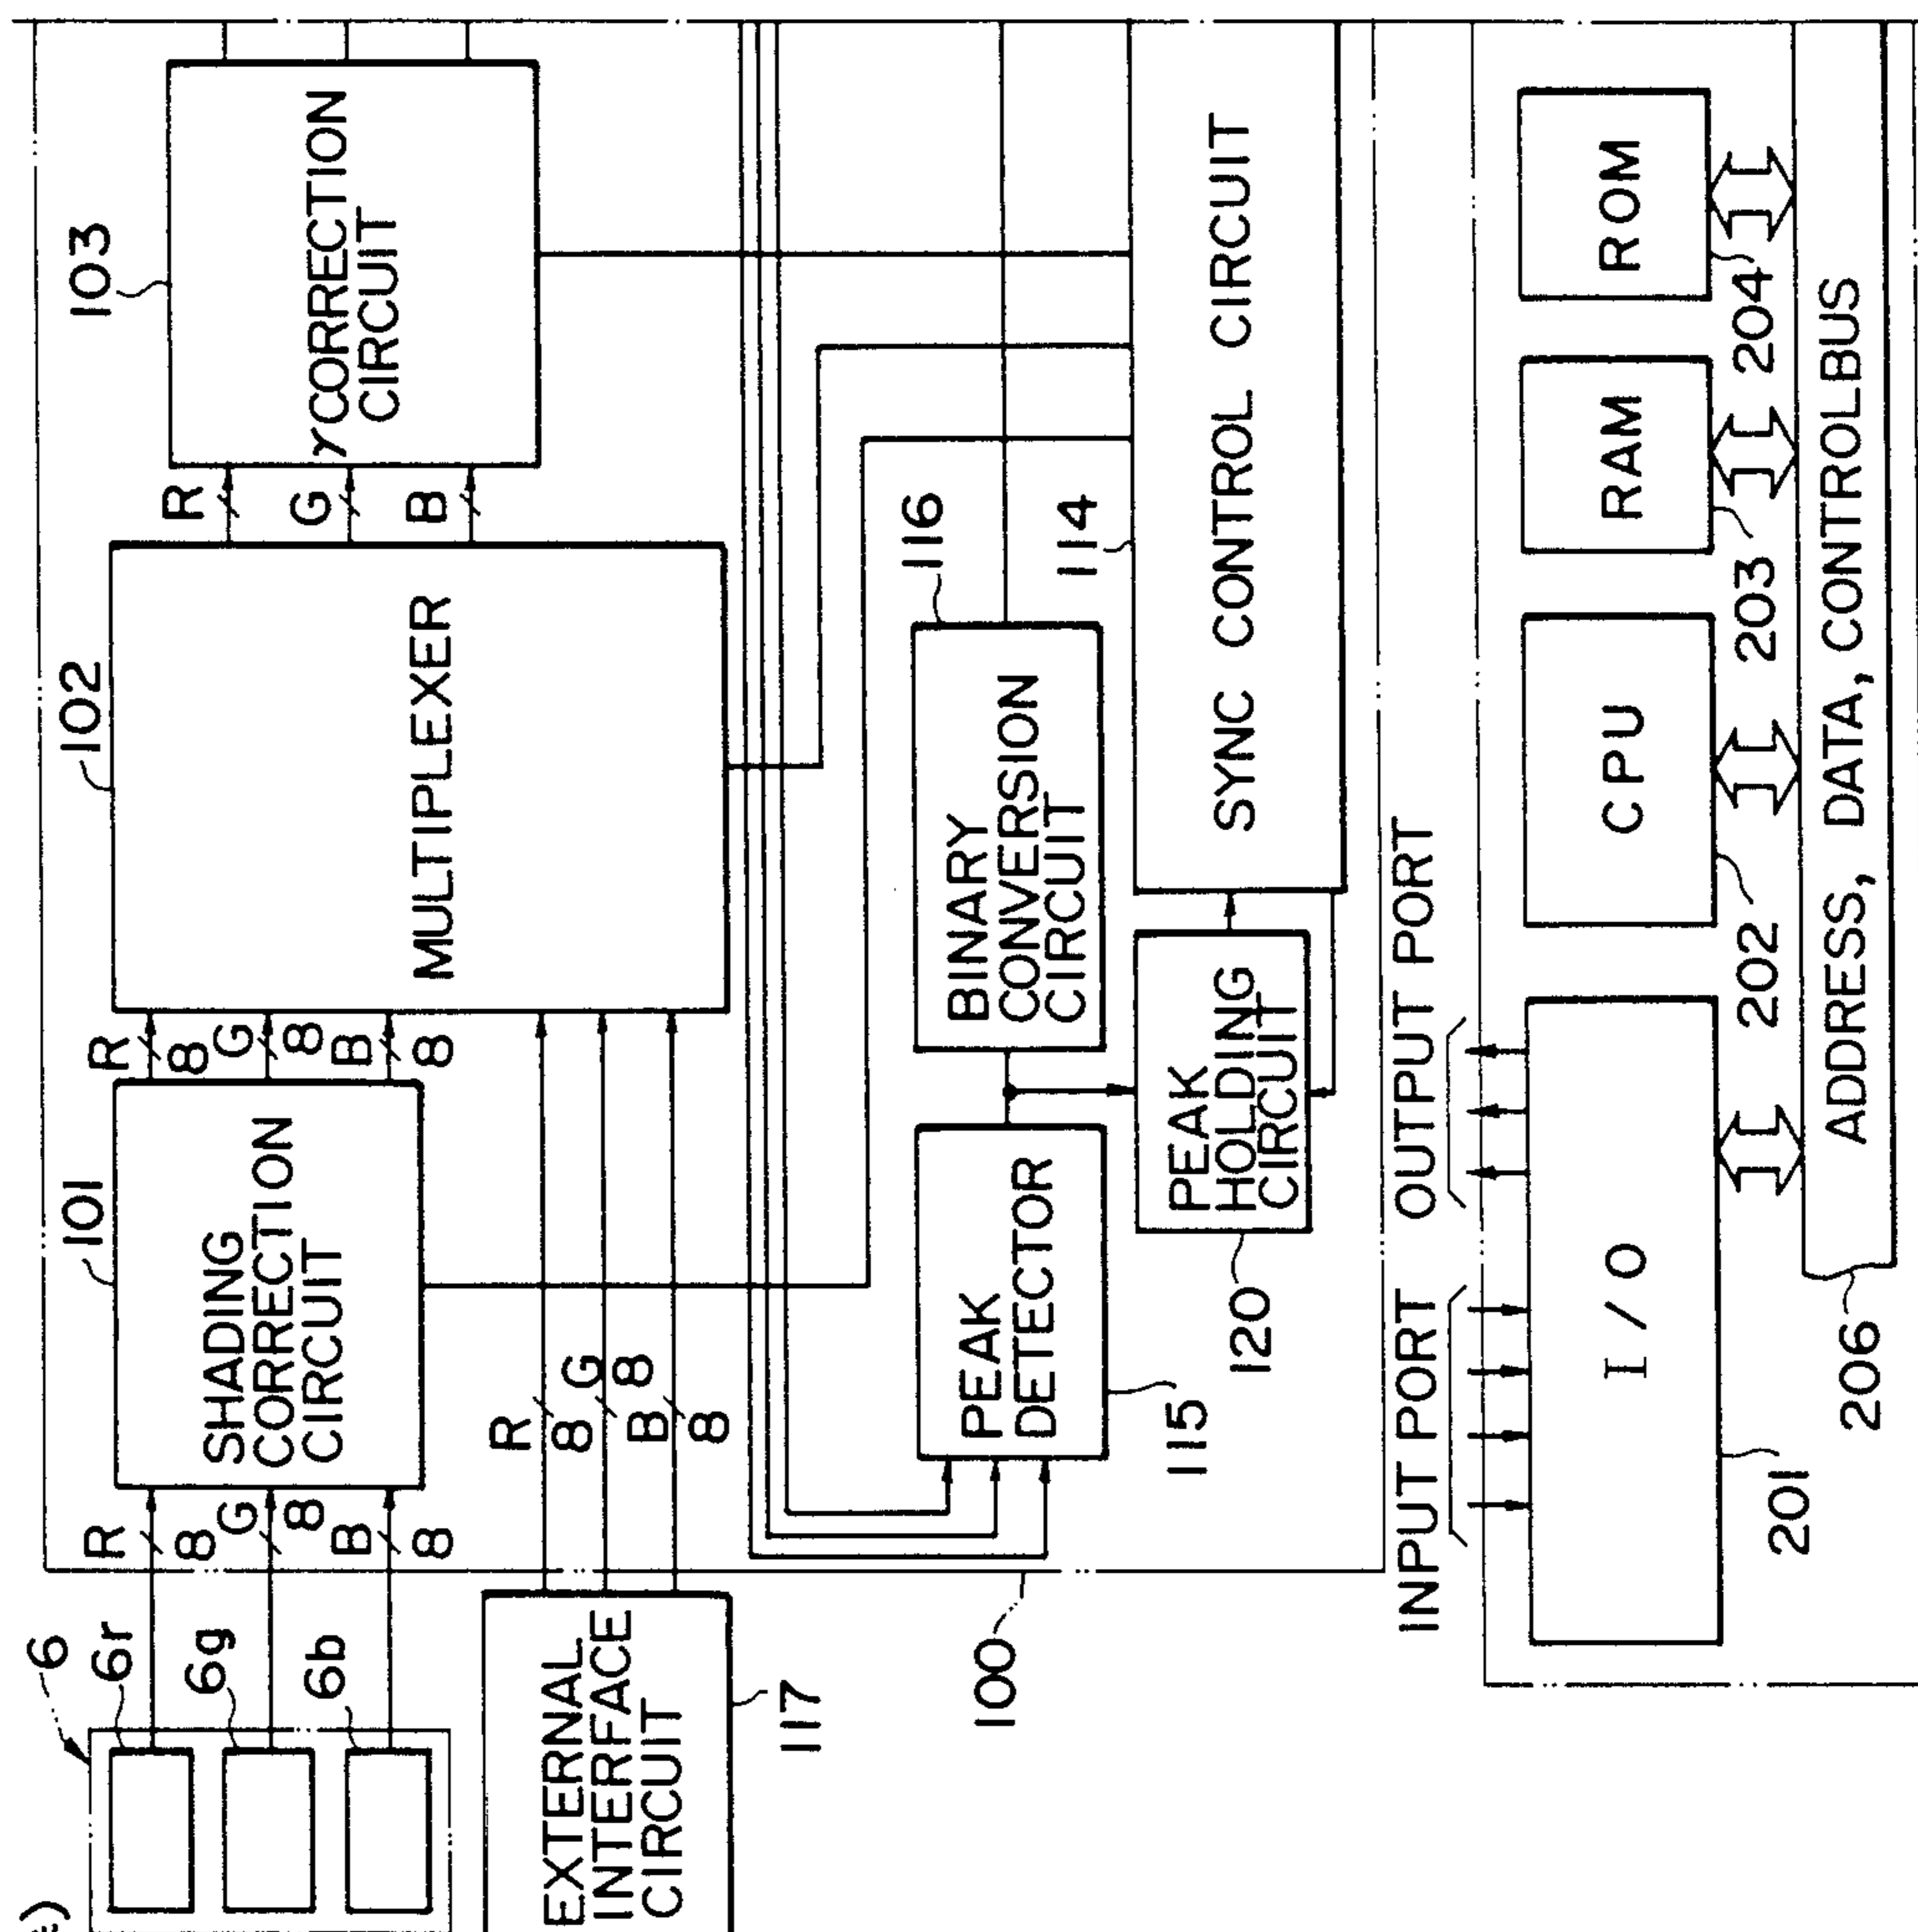 6
6r
6g
6b
R
8
G
8
B
8
101
SHADING
CORRECTION
CIRCUIT
R
8
G
8
B
8
102
MULTIPLEXER
R
G
B
103
γCORRECTION
CIRCUIT
EXTERNAL
INTERFACE
CIRCUIT
117
R
8
G
8
B
8
100
PEAK
DETECTOR
115
BINARY
CONVERSION
CIRCUIT
116
114
PEAK
HOLDING
CIRCUIT
120
SYNC CONTROL CIRCUIT
INPUT PORT
OUTPUT PORT
I/O
201
CPU
202
RAM
203
ROM
204
206
ADDRESS, DATA, CONTROLBUS